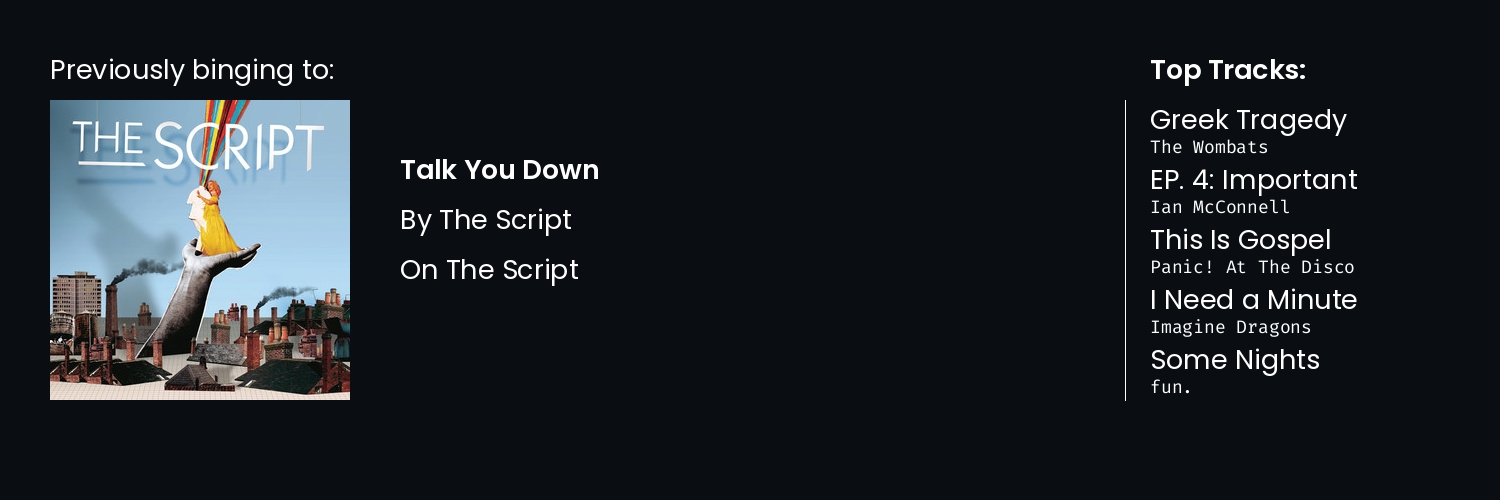 Previously binging to:
THE SCRIPT
Talk You Down
By The Script
On The Script
Top Tracks:
Greek Tragedy
The Wombats
EP. 4: Important
Ian McConnell
This Is Gospel
Panic! At The Disco
I Need a Minute
Imagine Dragons
Some Nights
fun.